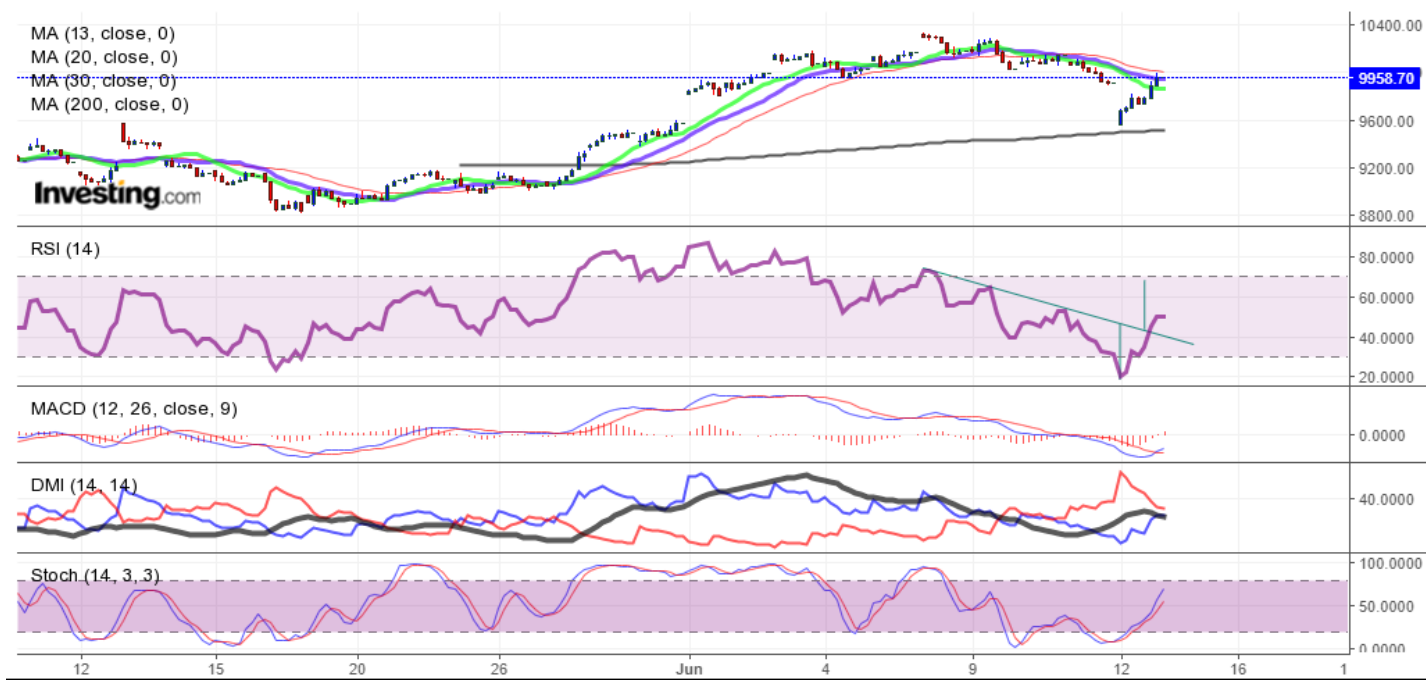 MA (13, close, 0)
MA (20, close, 0)
MA (30, close, 0)
MA (200, close, 0)
10400.00
9958.70
9600.00
9200.00
8800.00
Investing.com
RSI (14)
80.0000
60.0000
40.0000
20.0000
MACD (12, 26, close, 9)
0.0000
DMI (14, 14)
40.0000
Stoch (14, 3, 3)
100.0000
50.0000
0.0000
12 15 20 26 Jun 4 9 12 16 1